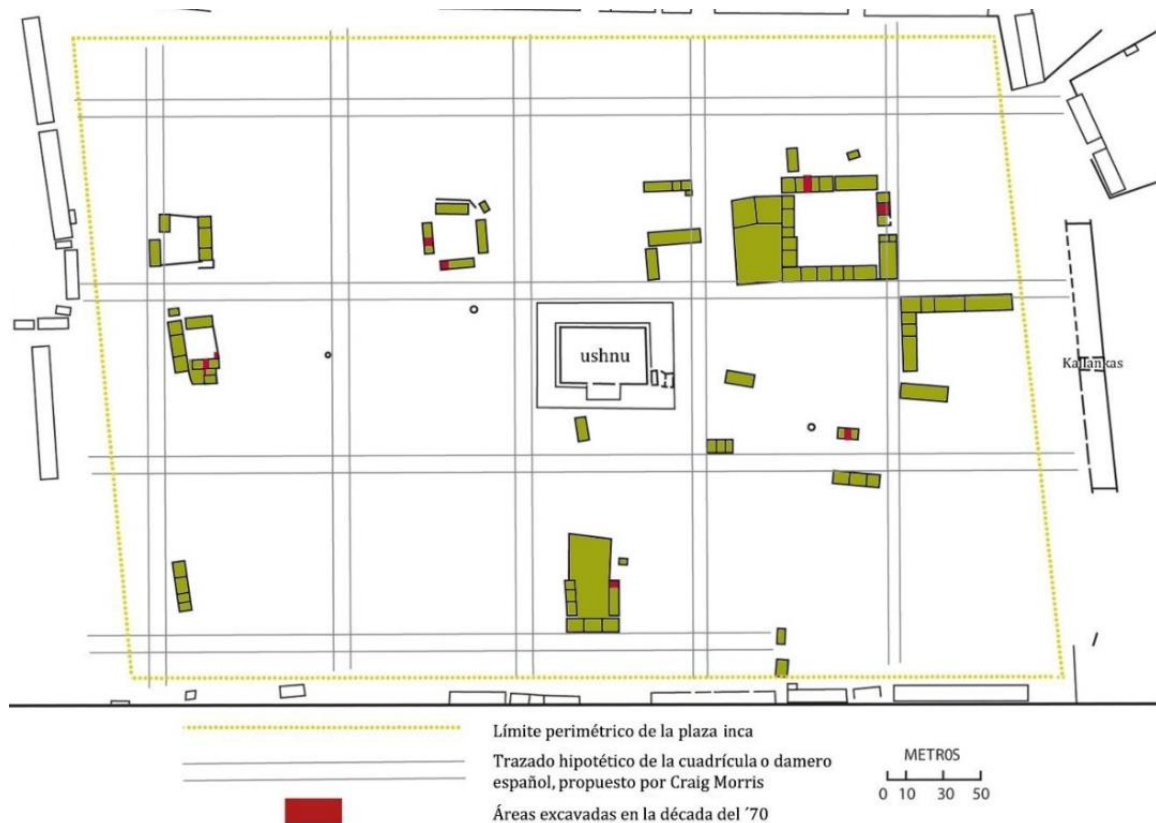 ushnu
Kallankas
Límite perimétrico de la plaza inca
Trazado hipotético de la cuadrícula o damero
español, propuesto por Craig Morris
Áreas excavadas en la década del ´70
METROS
0 10 30 50